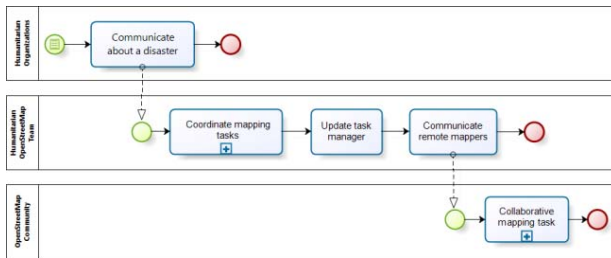 Humanitarian
Organizations
Communicate
about a disaster
Humanitarian
OpenStreetMap
Team
Coordinate mapping
tasks
Update task
manager
Communicate
remote mappers
OpenStreetMap
Community
Collaborative
mapping task